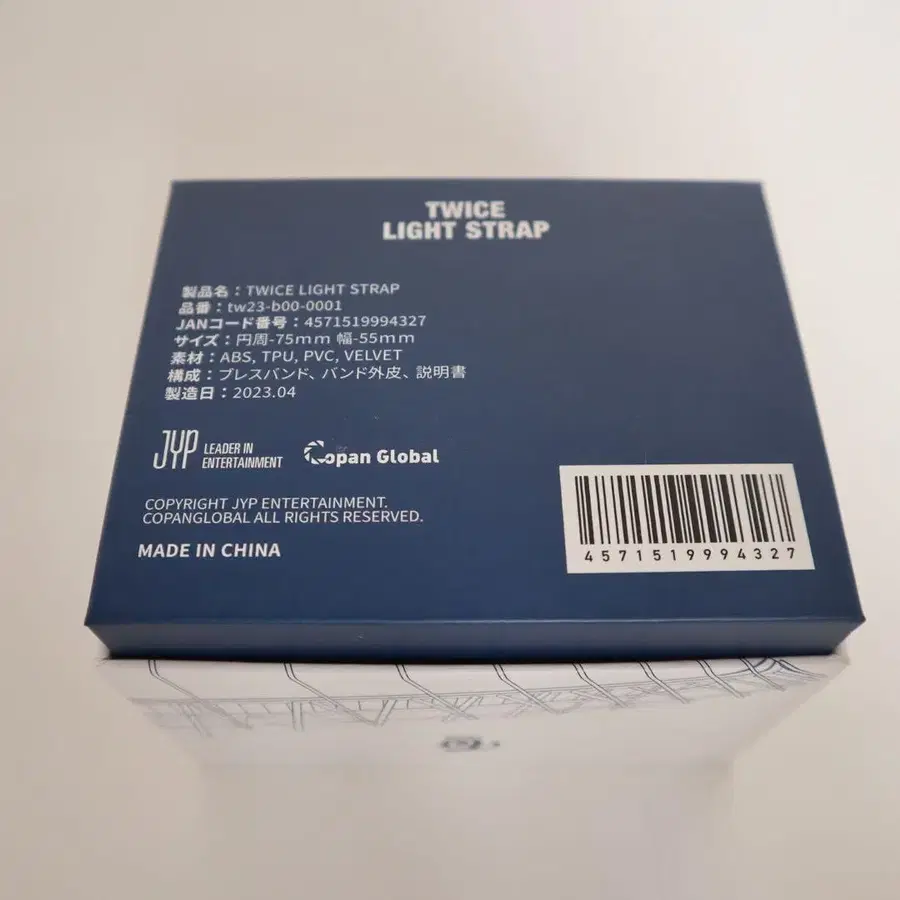 TWICE
LIGHT STRAP
製品名：TWICE LIGHT STRAP
品番：tw23-b00-0001
JANコード番号：4571519994327
サイズ：円周-75mm 幅-55mm
素材：ABS, TPU, PVC, VELVET
構成：ブレスバンド、バンド外皮、説明書
製造日：2023.04
JYP LEADER IN
ENTERTAINMENT
Copan Global
COPYRIGHT JYP ENTERTAINMENT.
COPANGLOBAL ALL RIGHTS RESERVED.
MADE IN CHINA
4571519994327